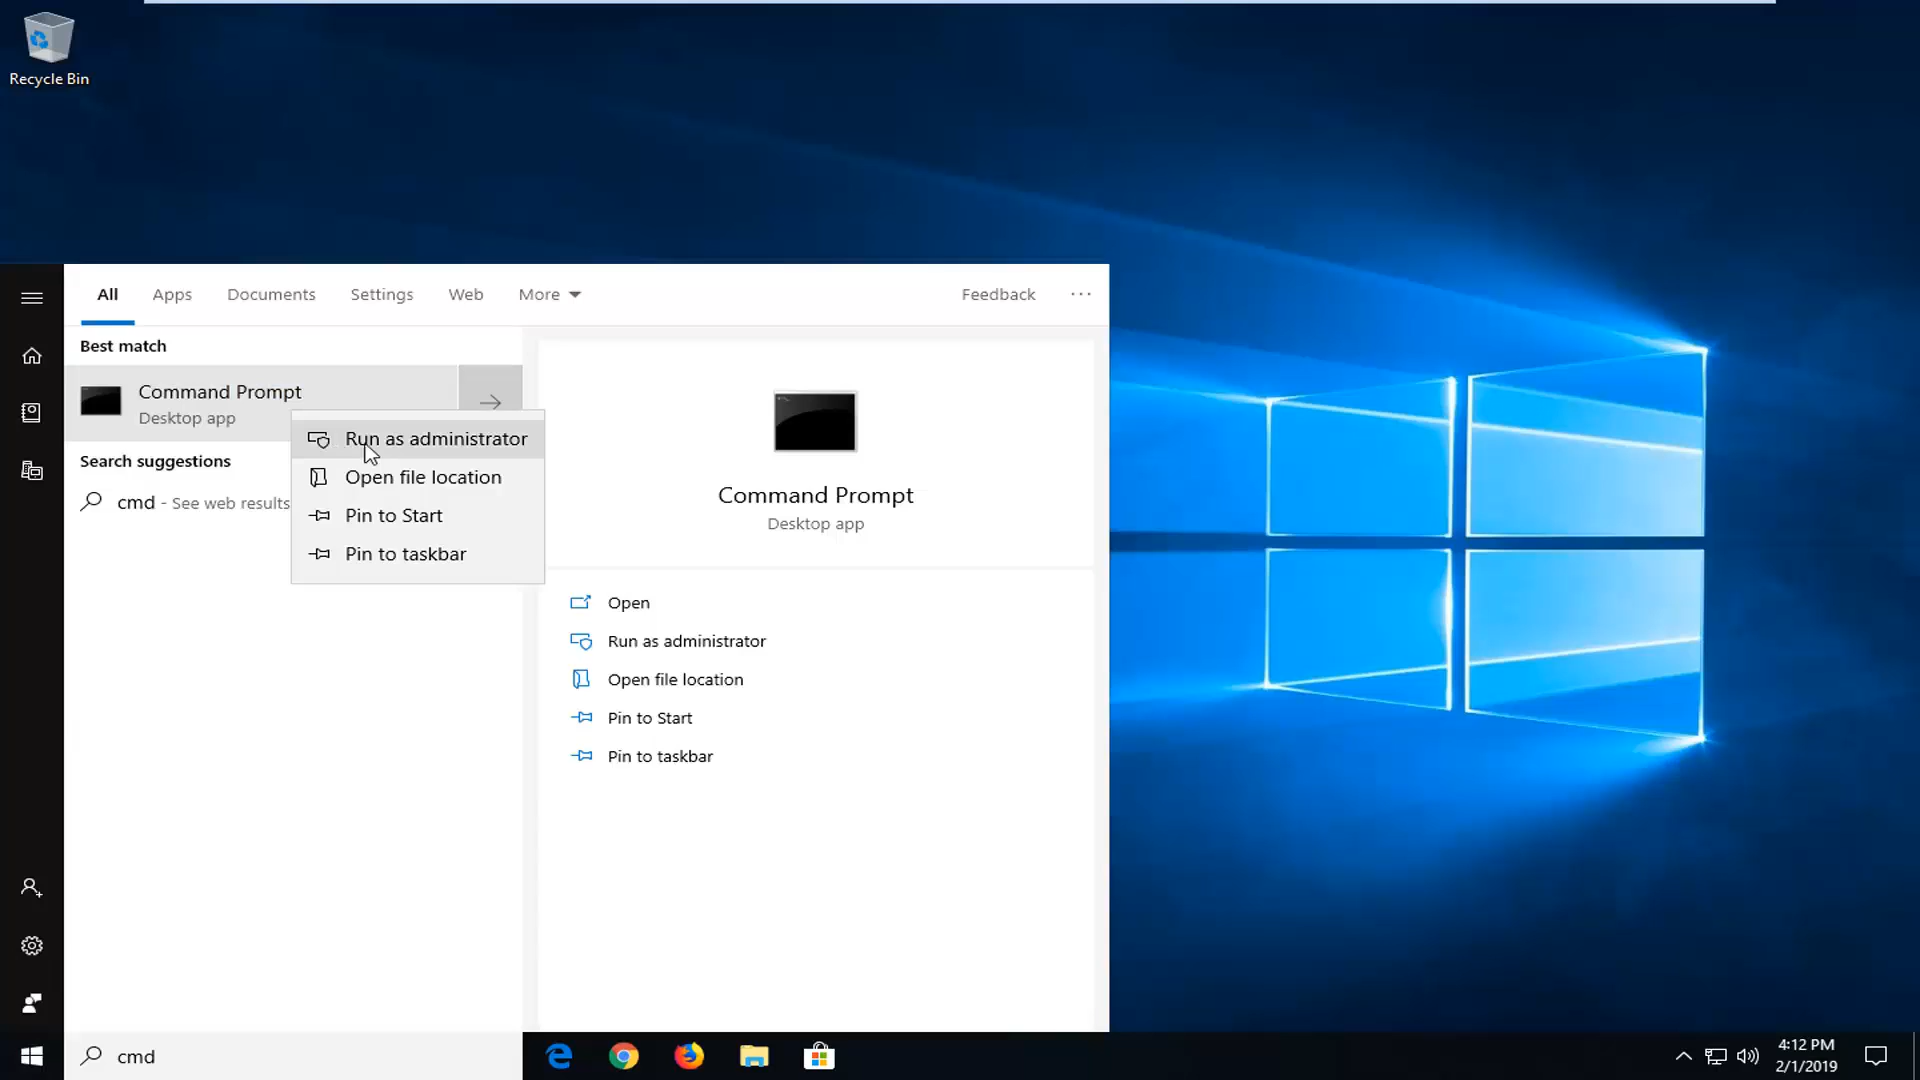 Recycle Bin
All
Apps
Documents
Settings
Web
More
Feedback
Best match
Command Prompt
Desktop app
Search suggestions
cmd - See web results
Run as administrator
Open file location
Pin to Start
Pin to taskbar
Command Prompt
Desktop app
Open
Run as administrator
Open file location
Pin to Start
Pin to taskbar
cmd
4:12 PM
2/1/2019